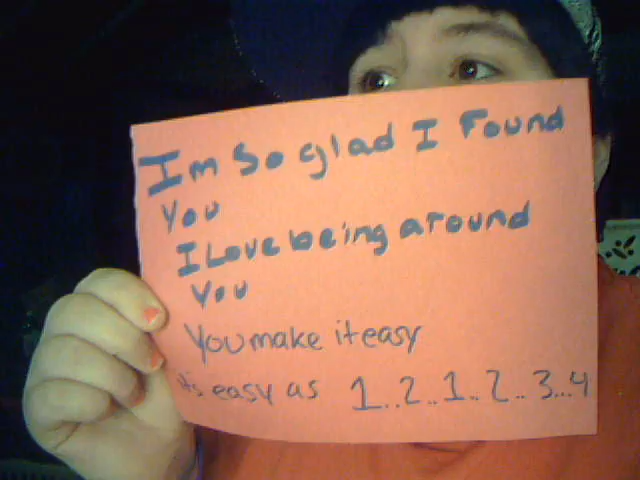 Im So glad I Found
You
I Love being around
You
You make it easy
it's easy as 1..2..1..2..3...4